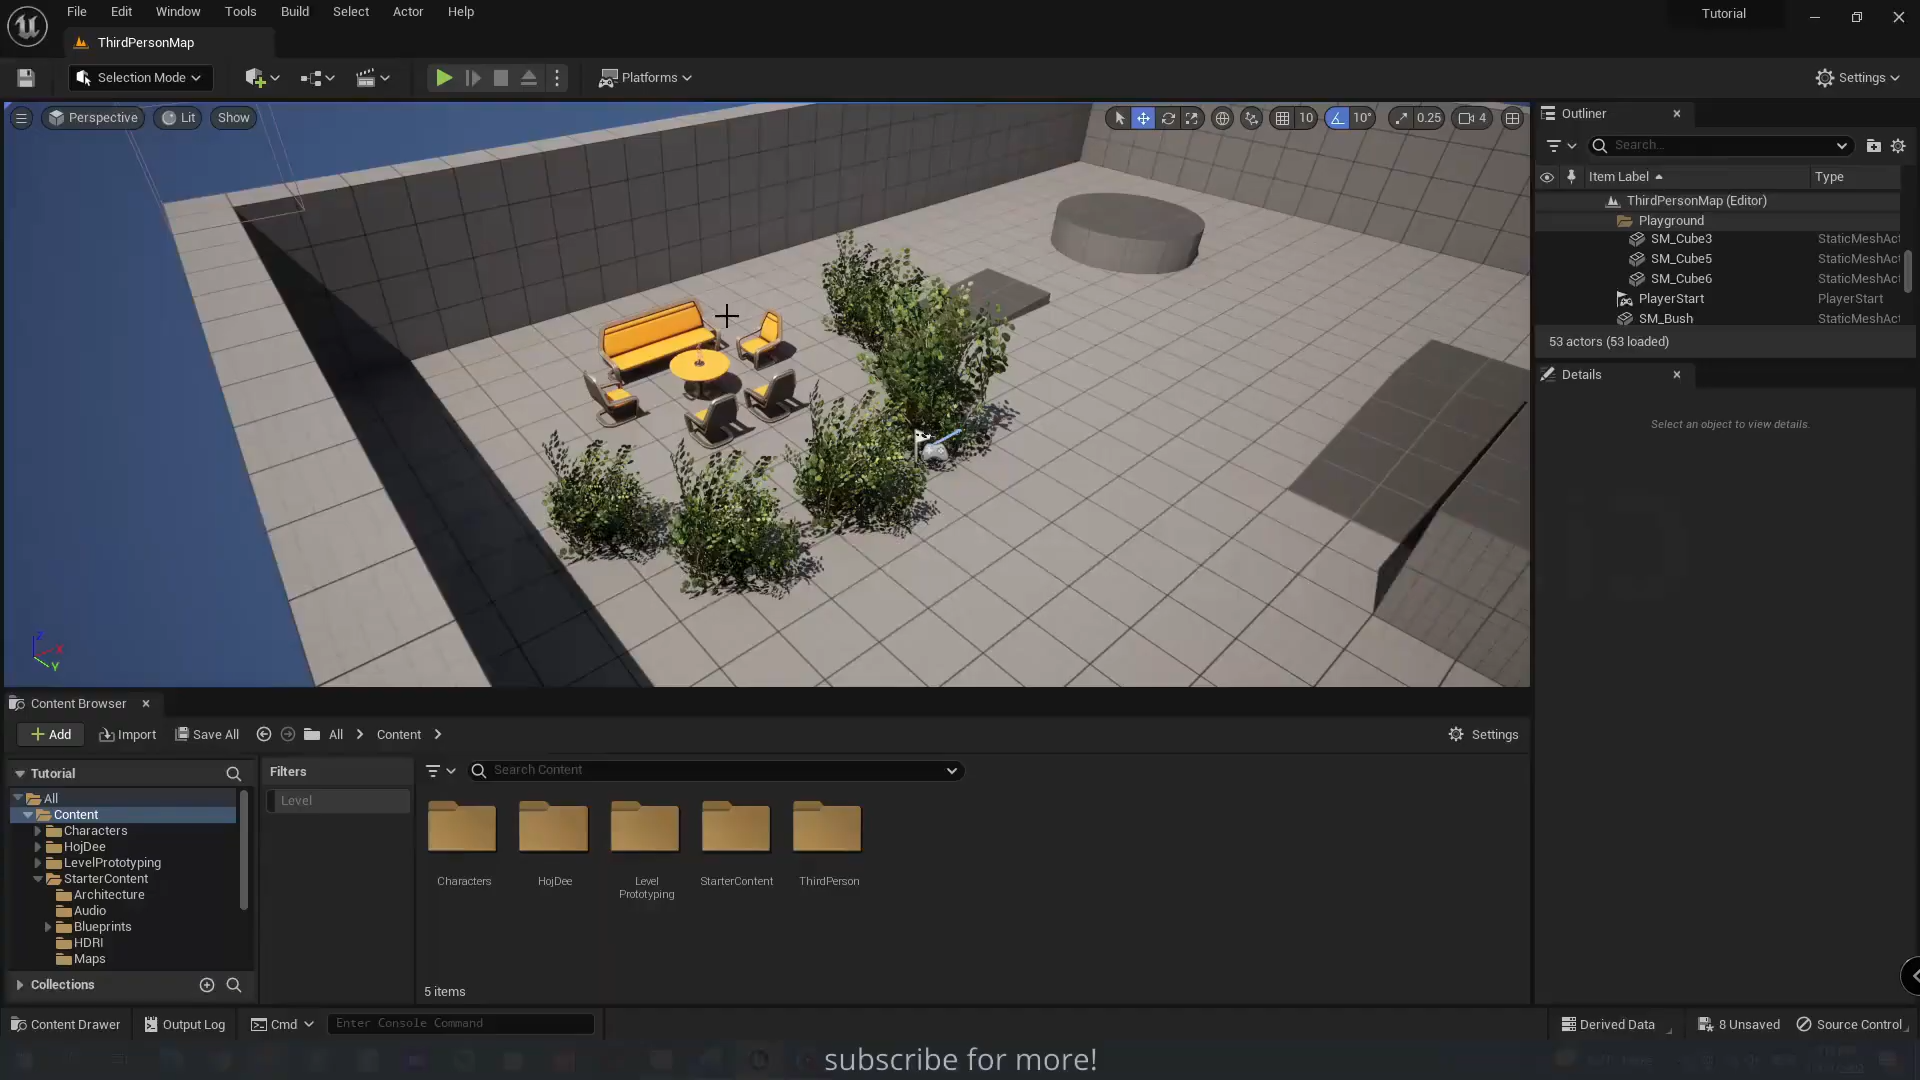 File Edit Window Tools Build Select Actor Help
Tutorial
ThirdPersonMap
Selection Mode
Platforms
Settings
Perspective
Lit
Show
10
10°
0.25
4
Outliner
Search...
Item Label
Type
ThirdPersonMap (Editor)
Playground
SM_Cube3 StaticMeshAct
SM_Cube5 StaticMeshAct
SM_Cube6 StaticMeshAct
PlayerStart PlayerStart
SM_Bush StaticMeshAct
53 actors (53 loaded)
Details
Select an object to view details.
Z
X
Y
Content Browser
Add
Import
Save All
All
Content
Settings
Tutorial
All
Content
Characters
HojDee
LevelPrototyping
StarterContent
Architecture
Audio
Blueprints
HDRI
Maps
Collections
Filters
Level
Search Content
Characters
HojDee
Level
Prototyping
StarterContent
ThirdPerson
5 items
Content Drawer
Output Log
Cmd
Enter Console Command
Derived Data
8 Unsaved
Source Control
subscribe for more!